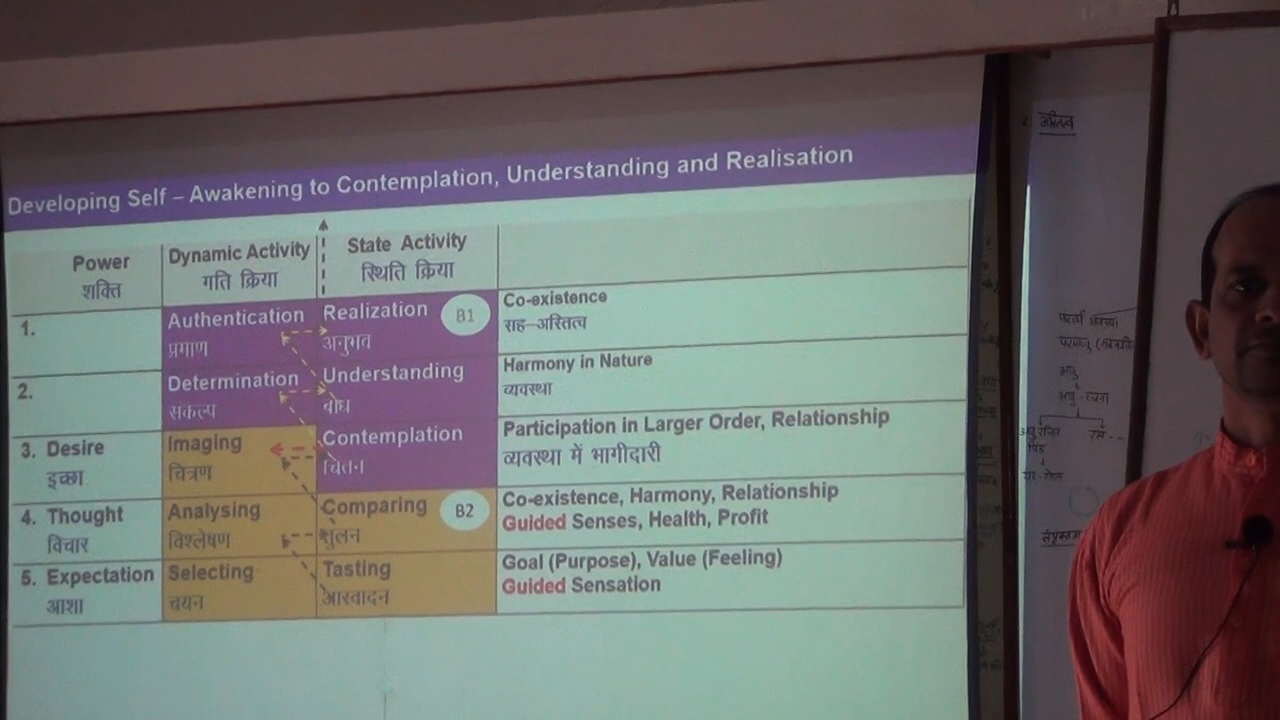 Developing Self – Awakening to Contemplation, Understanding and Realisation
Power
शक्ति
Dynamic Activity
गति क्रिया
State Activity
स्थिति क्रिया
1.
Authentication
प्रमाण
Realization B1
अनुभव
Co-existence
सह-अस्तित्व
2.
Determination
संकल्प
Understanding
बोध
Harmony in Nature
व्यवस्था
3. Desire
इच्छा
Imaging
चित्रण
Contemplation
चिंतन
Participation in Larger Order, Relationship
व्यवस्था में भागीदारी
4. Thought
विचार
Analysing
विश्लेषण
Comparing B2
तुलन
Co-existence, Harmony, Relationship
Guided Senses, Health, Profit
5. Expectation
आशा
Selecting
चयन
Tasting
आस्वादन
Goal (Purpose), Value (Feeling)
Guided Sensation
अस्तित्व